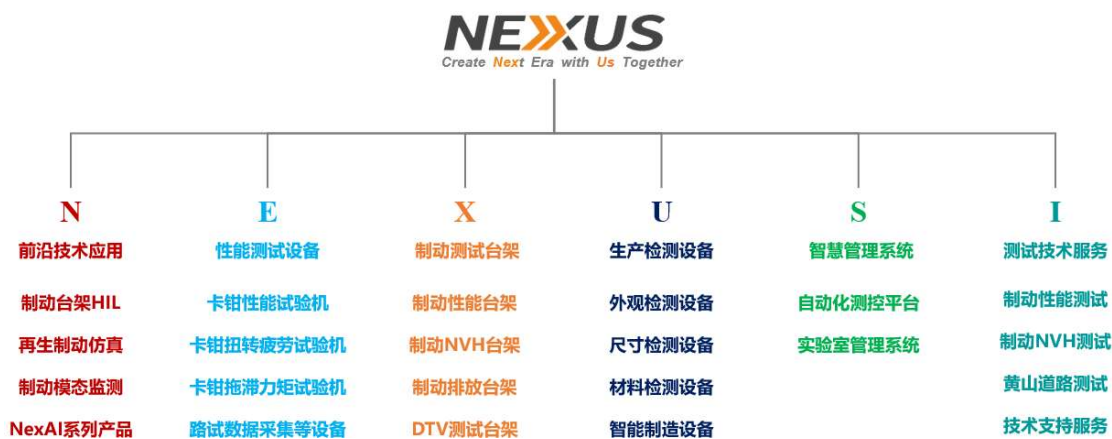 NEXUS
Create Next Era with Us Together
N
E
X
U
S
I
前沿技术应用
性能测试设备
制动测试台架
生产检测设备
智慧管理系统
测试技术服务
制动台架HIL
卡钳性能试验机
制动性能台架
外观检测设备
自动化测控平台
制动性能测试
再生制动仿真
卡钳扭转疲劳试验机
制动NVH台架
尺寸检测设备
实验室管理系统
制动NVH测试
制动模态监测
卡钳拖滞力矩试验机
制动排放台架
材料检测设备
黄山道路测试
NexAI系列产品
路试数据采集等设备
DTV测试台架
智能制造设备
技术支持服务